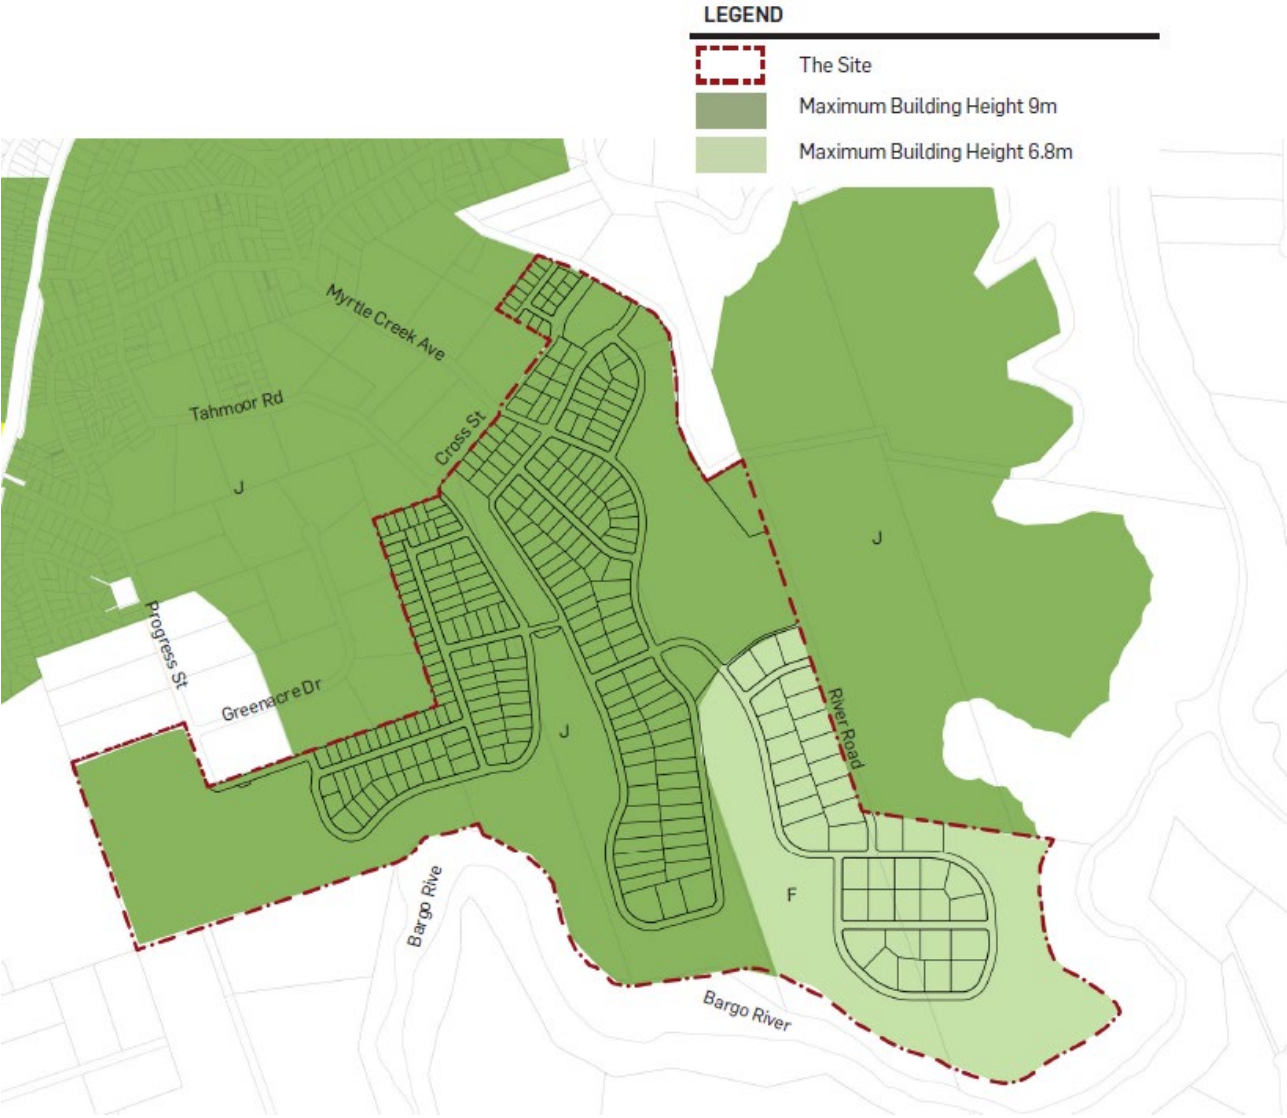 LEGEND
The Site
Maximum Building Height 9m
Maximum Building Height 6.8m
Myrtle Creek Ave
Tahmoor Rd
Cross St
J
J
Progress St
Greenacre Dr
River Road
J
F
Bargo Rive
Bargo River